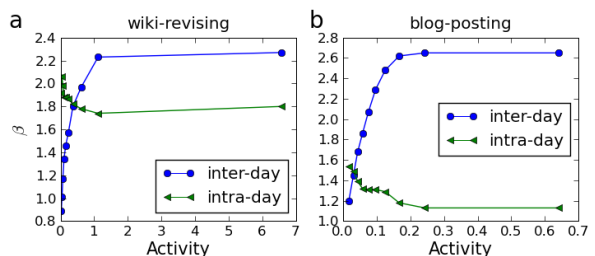 a
wiki-revising
2.4
2.2
2.0
1.8
1.6
1.4
1.2
1.0
0.8
β
0 1 2 3 4 5 6 7
Activity
inter-day
intra-day
b
blog-posting
2.8
2.6
2.4
2.2
2.0
1.8
1.6
1.4
1.2
1.0
0.0 0.1 0.2 0.3 0.4 0.5 0.6 0.7
Activity
inter-day
intra-day